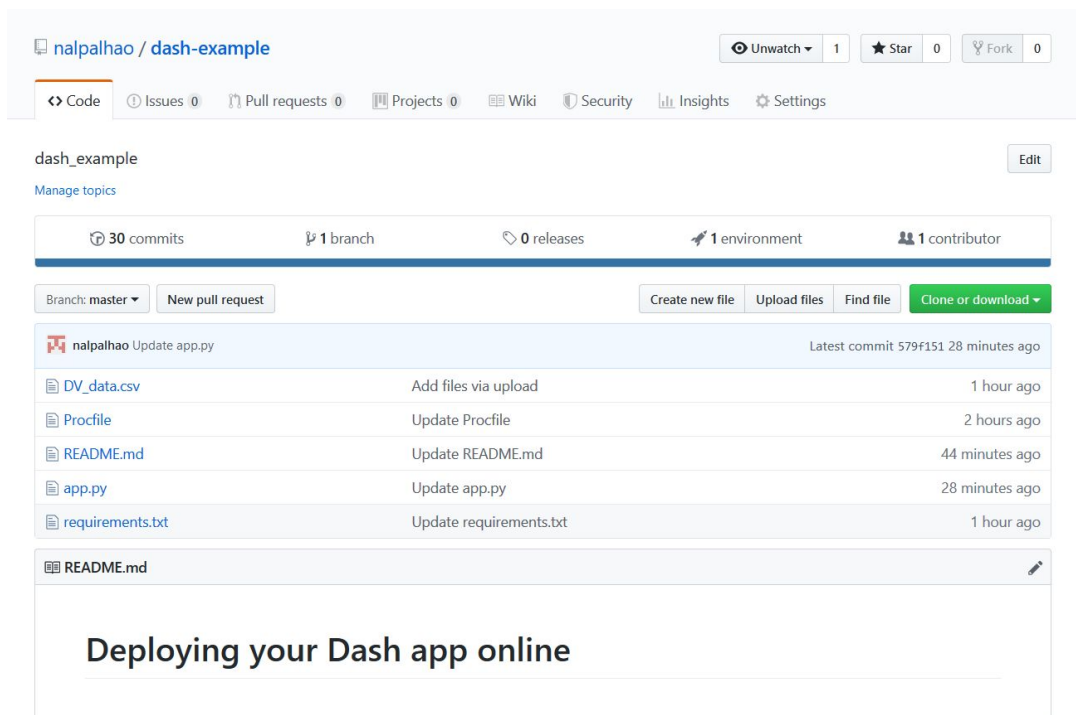 nalpalhao / dash-example
Unwatch 1 Star 0 Fork 0
Code Issues 0 Pull requests 0 Projects 0 Wiki Security Insights Settings
dash_example Edit
Manage topics
30 commits 1 branch 0 releases 1 environment 1 contributor
Branch: master New pull request Create new file Upload files Find file Clone or download
nalpalhao Update app.py Latest commit 579f151 28 minutes ago
DV_data.csv Add files via upload 1 hour ago
Procfile Update Procfile 2 hours ago
README.md Update README.md 44 minutes ago
app.py Update app.py 28 minutes ago
requirements.txt Update requirements.txt 1 hour ago
README.md
Deploying your Dash app online